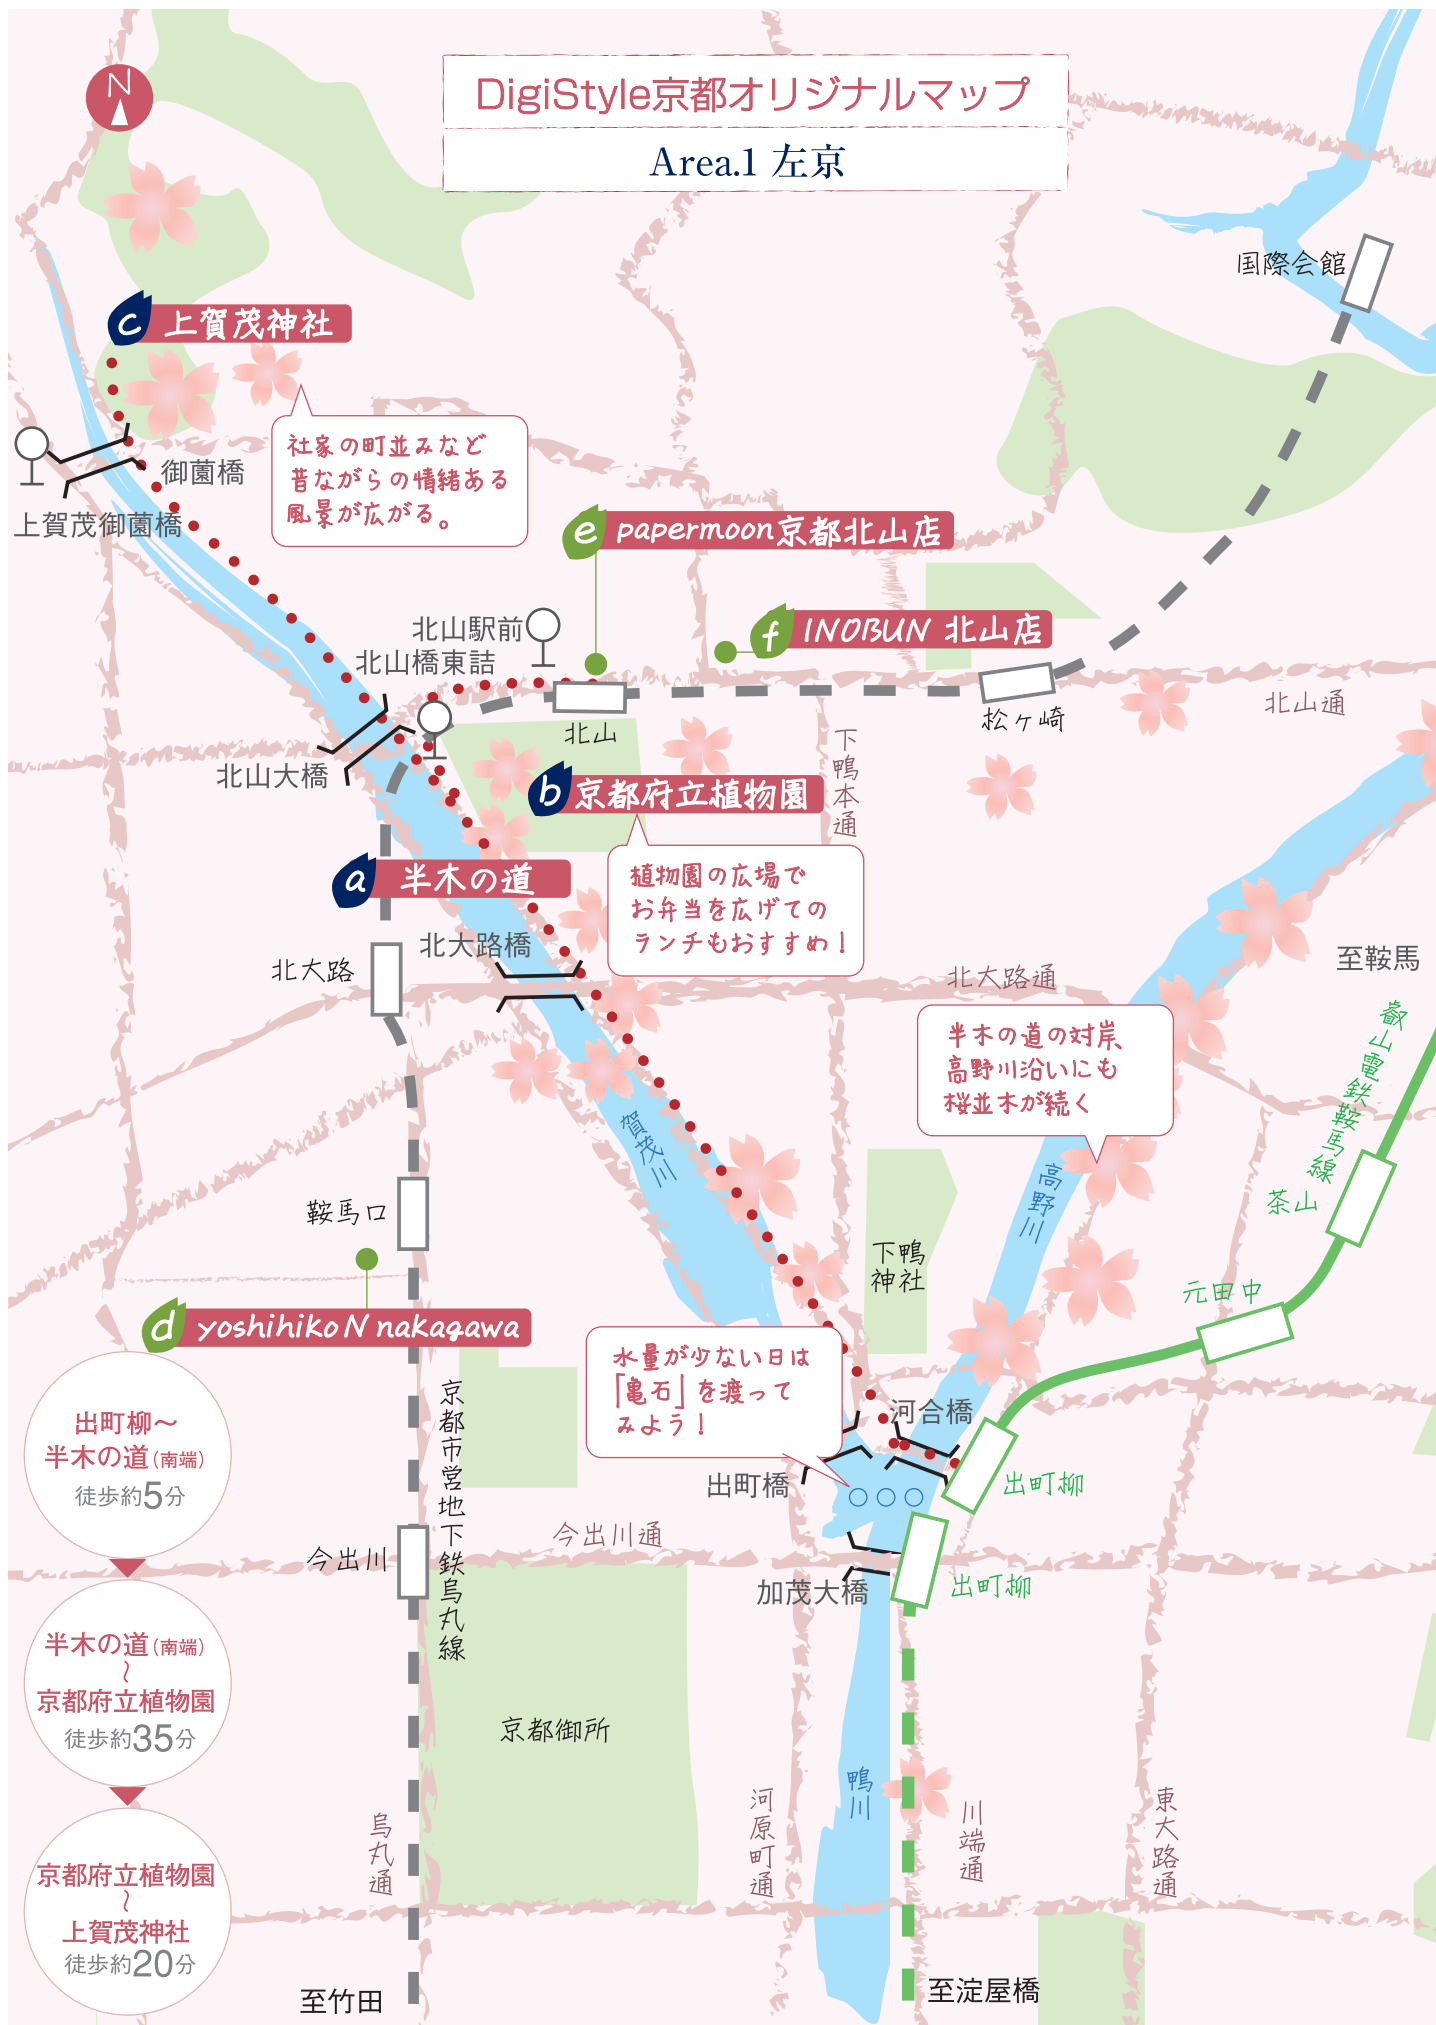 N
DigiStyle京都オリジナルマップ
Area.1 左京
国際会館
c 上賀茂神社
社家の町並みなど
昔ながらの情緒ある
風景が広がる。
御薗橋
上賀茂御薗橋
e papermoon京都北山店
f INOBUN 北山店
北山駅前
北山橋東詰
北山
松ヶ崎
北山通
下鴨本通
北山大橋
b 京都府立植物園
植物園の広場で
お弁当を広げての
ランチもおすすめ！
a 半木の道
北大路橋
北大路
北大路通
至鞍馬
叡山電鉄鞍馬線
半木の道の対岸、
高野川沿いにも
桜並木が続く
賀茂川
高野川
茶山
鞍馬口
下鴨
神社
元田中
d yoshihiko N nakagawa
水量が少ない日は
「亀石」を渡って
みよう！
河合橋
出町橋
出町柳
京都市営地下鉄烏丸線
今出川
今出川通
加茂大橋
出町柳
出町柳〜
半木の道（南端）
徒歩約5分
半木の道（南端）
〜
京都府立植物園
徒歩約35分
京都府立植物園
〜
上賀茂神社
徒歩約20分
京都御所
烏丸通
河原町通
鴨川
川端通
東大路通
至竹田
至淀屋橋